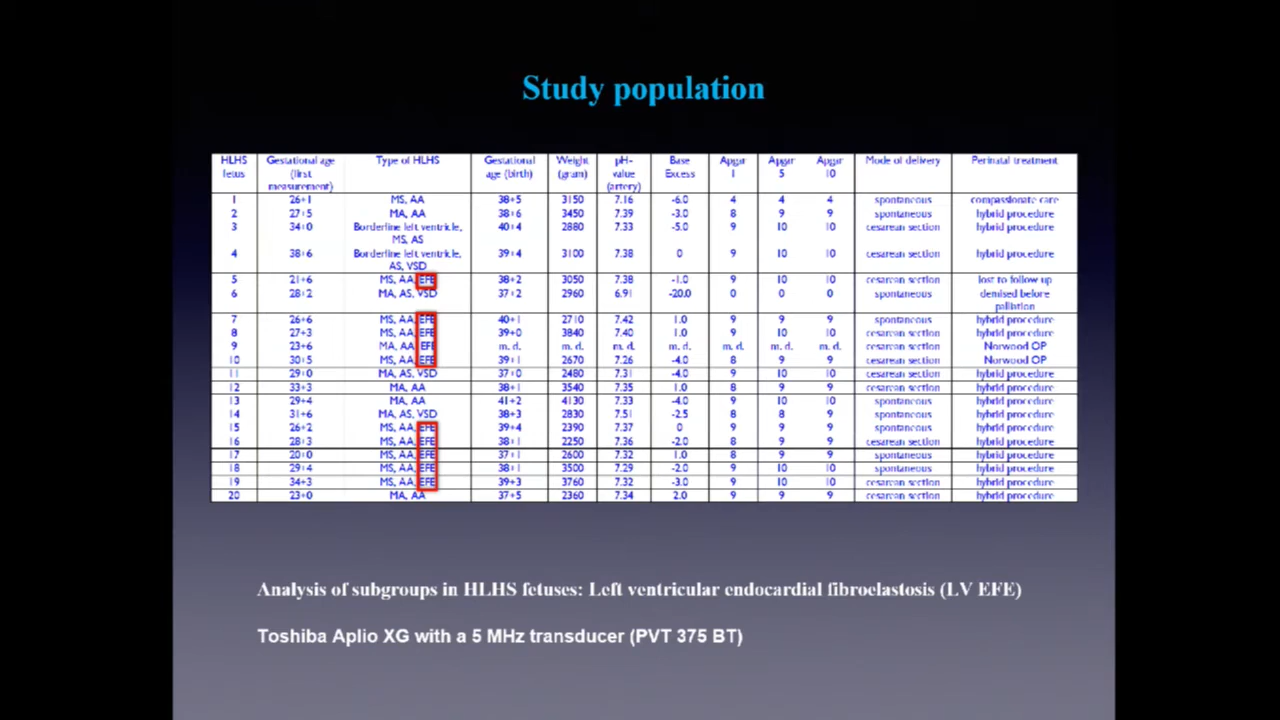 Study population
HLHS fetus Gestational age (first measurement) Type of HLHS Gestational age (birth) Weight (gram) pH-value (artery) Base Excess Apgar 1 Apgar 5 Apgar 10 Mode of delivery Perinatal treatment
1 26+1 MS, AA 38+5 3150 7.16 -6.0 4 4 4 spontaneous compassionate care
2 27+5 MA, AA 38+6 3450 7.39 -3.0 8 9 9 spontaneous hybrid procedure
3 34+0 Borderline left ventricle, MS, AS 40+4 2880 7.33 -5.0 9 10 10 cesarean section hybrid procedure
4 38+6 Borderline left ventricle, AS, VSD 39+4 3100 7.38 0 9 10 10 cesarean section hybrid procedure
5 21+6 MS, AA, EFE 38+2 3050 7.38 -1.0 9 10 10 cesarean section lost to follow up
6 28+2 MA, AS, VSD 37+2 2960 6.91 -20.0 0 0 0 spontaneous demised before palliation
7 26+6 MS, AA, EFE 40+1 2710 7.42 1.0 9 9 9 spontaneous hybrid procedure
8 27+3 MS, AA, EFE 39+0 3840 7.40 1.0 9 10 10 cesarean section hybrid procedure
9 23+6 MA, AA, EFE m. d. m. d. m. d. m. d. m. d. m. d. m. d. cesarean section Norwood OP
10 30+5 MS, AA, EFE 39+1 2670 7.26 -4.0 8 9 9 cesarean section Norwood OP
11 29+0 MA, AS, VSD 37+0 2480 7.31 -4.0 9 10 10 cesarean section hybrid procedure
12 33+3 MA, AA 38+1 3540 7.35 1.0 8 9 9 cesarean section hybrid procedure
13 29+4 MA, AA 41+2 4130 7.33 -4.0 9 10 10 spontaneous hybrid procedure
14 31+6 MA, AS, VSD 38+3 2830 7.51 -2.5 8 8 9 spontaneous hybrid procedure
15 26+2 MS, AA, EFE 39+4 2390 7.37 0 9 9 9 spontaneous hybrid procedure
16 28+3 MS, AA, EFE 38+1 2250 7.36 -2.0 8 9 9 cesarean section hybrid procedure
17 20+0 MS, AA, EFE 37+1 2600 7.32 1.0 8 9 9 spontaneous hybrid procedure
18 29+4 MS, AA, EFE 38+1 3500 7.29 -2.0 9 10 10 spontaneous hybrid procedure
19 34+3 MS, AA, EFE 39+3 3760 7.32 -3.0 9 10 10 cesarean section hybrid procedure
20 23+0 MA, AA 37+5 2360 7.34 2.0 9 9 9 cesarean section hybrid procedure
Analysis of subgroups in HLHS fetuses: Left ventricular endocardial fibroelastosis (LV EFE)
Toshiba Aplio XG with a 5 MHz transducer (PVT 375 BT)